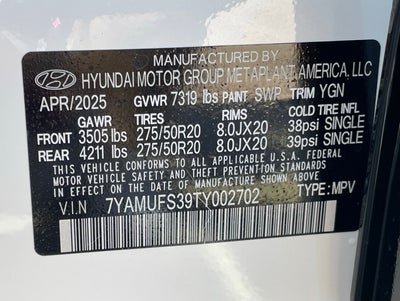 MANUFACTURED BY
HYUNDAI MOTOR GROUP METAPLANT AMERICA, LLC
APR/2025 GVWR 7319 lbs PAINT SWP TRIM YGN
GAWR TIRES RIMS COLD TIRE INFL
FRONT 3505 lbs 275/50R20 8.0JX20 38psi SINGLE
REAR 4211 lbs 275/50R20 8.0JX20 39psi SINGLE
THIS VEHICLE CONFORMS TO ALL APPLICABLE U.S. FEDERAL
MOTOR VEHICLE SAFETY AND THEFT PREVENTION STANDARDS
IN EFFECT ON THE DATE OF MANUFACTURE SHOWN ABOVE.
V.I.N 7YAMUFS39TY002702 TYPE: MPV